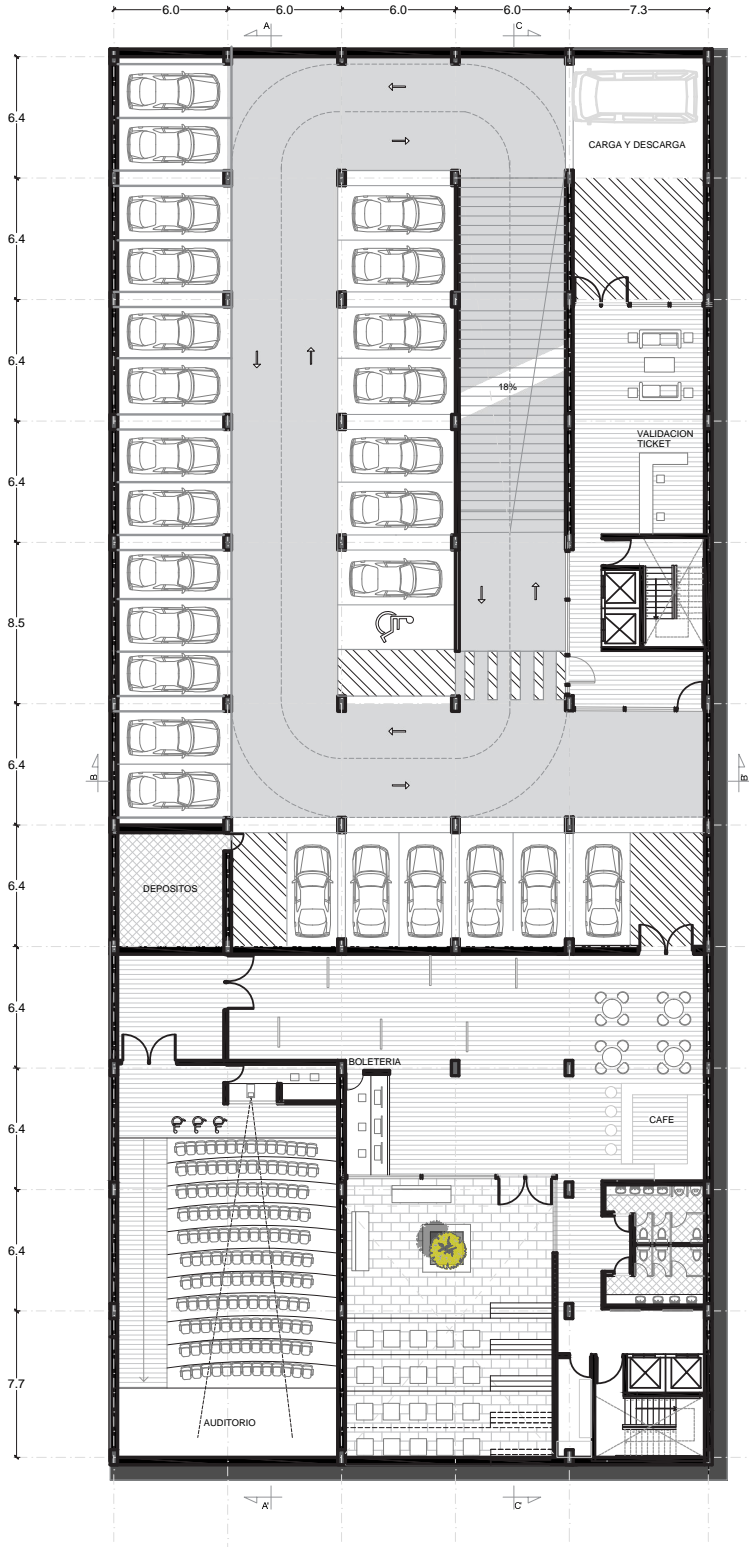 6.0 6.0 6.0 6.0 7.3
A C
6.4
CARGA Y DESCARGA
6.4
6.4
18%
VALIDACION
TICKET
6.4
8.5
6.4
B B'
6.4
DEPOSITOS
6.4
BOLETERIA
6.4
CAFE
6.4
7.7
AUDITORIO
A' C'